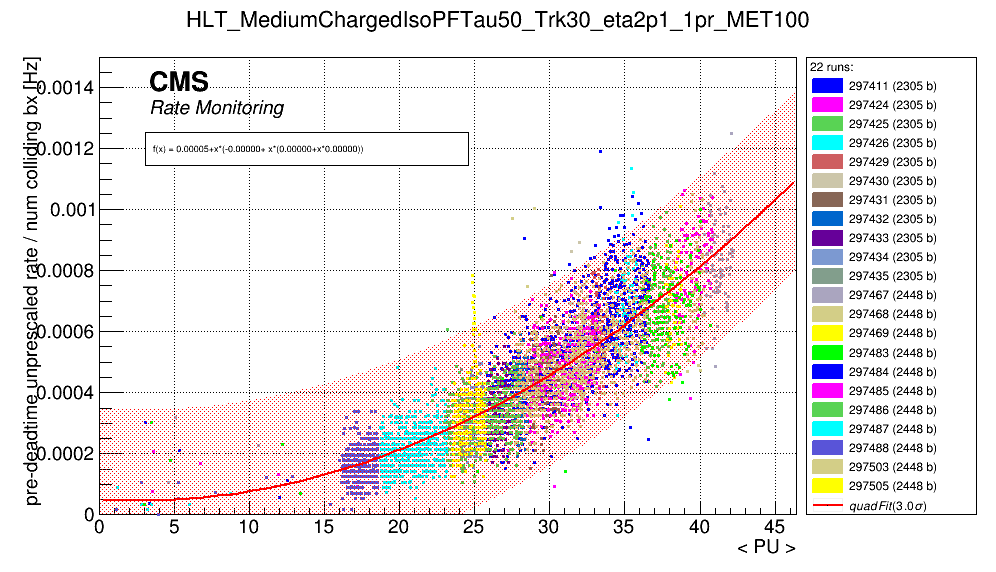 HLT_MediumChargedIsoPFTau50_Trk30_eta2p1_1pr_MET100
pre-deadtime unprescaled rate / num colliding bx [Hz]
CMS
Rate Monitoring
f(x) = 0.00005+x*(-0.00000+ x*(0.00000+x*0.00000))
0.0014
0.0012
0.001
0.0008
0.0006
0.0004
0.0002
0
0 5 10 15 20 25 30 35 40 45
< PU >
22 runs:
297411 (2305 b)
297424 (2305 b)
297425 (2305 b)
297426 (2305 b)
297429 (2305 b)
297430 (2305 b)
297431 (2305 b)
297432 (2305 b)
297433 (2305 b)
297434 (2305 b)
297435 (2305 b)
297467 (2448 b)
297468 (2448 b)
297469 (2448 b)
297483 (2448 b)
297484 (2448 b)
297485 (2448 b)
297486 (2448 b)
297487 (2448 b)
297488 (2448 b)
297503 (2448 b)
297505 (2448 b)
quadFit(3.0σ)